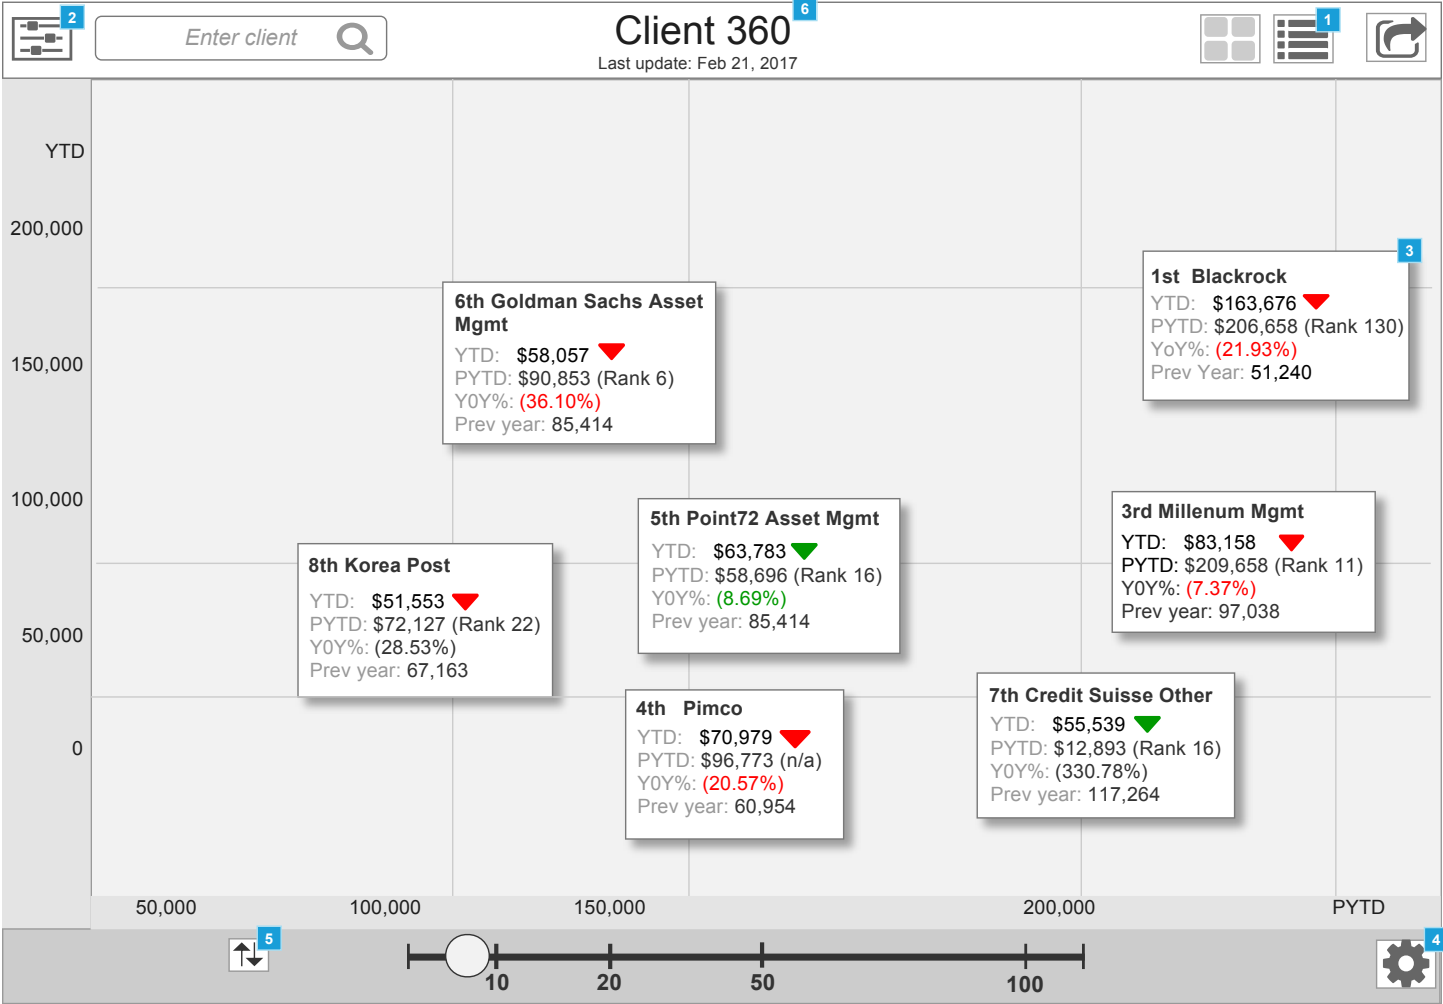 2
Enter client
Client 360
6
Last update: Feb 21, 2017
1
YTD
200,000
150,000
100,000
50,000
0
3
1st Blackrock
YTD: $163,676
PYTD: $206,658 (Rank 130)
YoY%: (21.93%)
Prev Year: 51,240
6th Goldman Sachs Asset
Mgmt
YTD: $58,057
PYTD: $90,853 (Rank 6)
Y0Y%: (36.10%)
Prev year: 85,414
5th Point72 Asset Mgmt
YTD: $63,783
PYTD: $58,696 (Rank 16)
Y0Y%: (8.69%)
Prev year: 85,414
3rd Millenum Mgmt
YTD: $83,158
PYTD: $209,658 (Rank 11)
Y0Y%: (7.37%)
Prev year: 97,038
8th Korea Post
YTD: $51,553
PYTD: $72,127 (Rank 22)
Y0Y%: (28.53%)
Prev year: 67,163
4th Pimco
YTD: $70,979
PYTD: $96,773 (n/a)
Y0Y%: (20.57%)
Prev year: 60,954
7th Credit Suisse Other
YTD: $55,539
PYTD: $12,893 (Rank 16)
Y0Y%: (330.78%)
Prev year: 117,264
50,000 100,000 150,000 200,000 PYTD
5
10 20 50 100
4